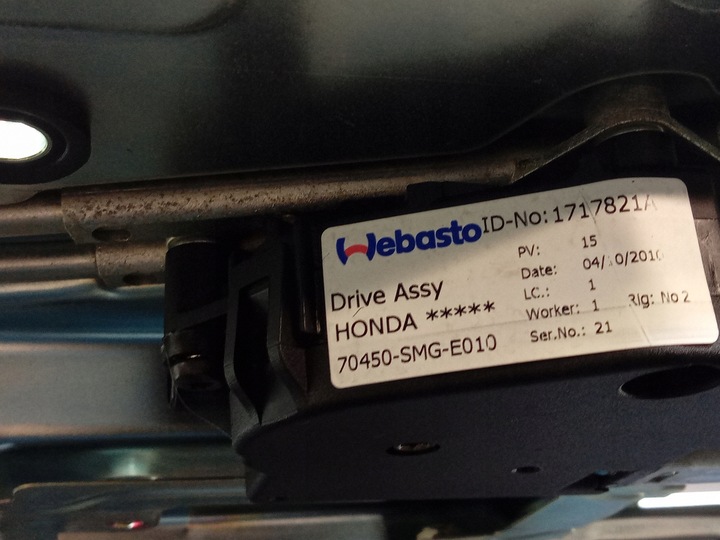 Webasto ID-No: 1717821A
PV: 15
Date: 04/
LC.: 1
Worker: 1 Rig: No 2
Ser.No.: 21
Drive Assy
HONDA *****
70450-SMG-E010